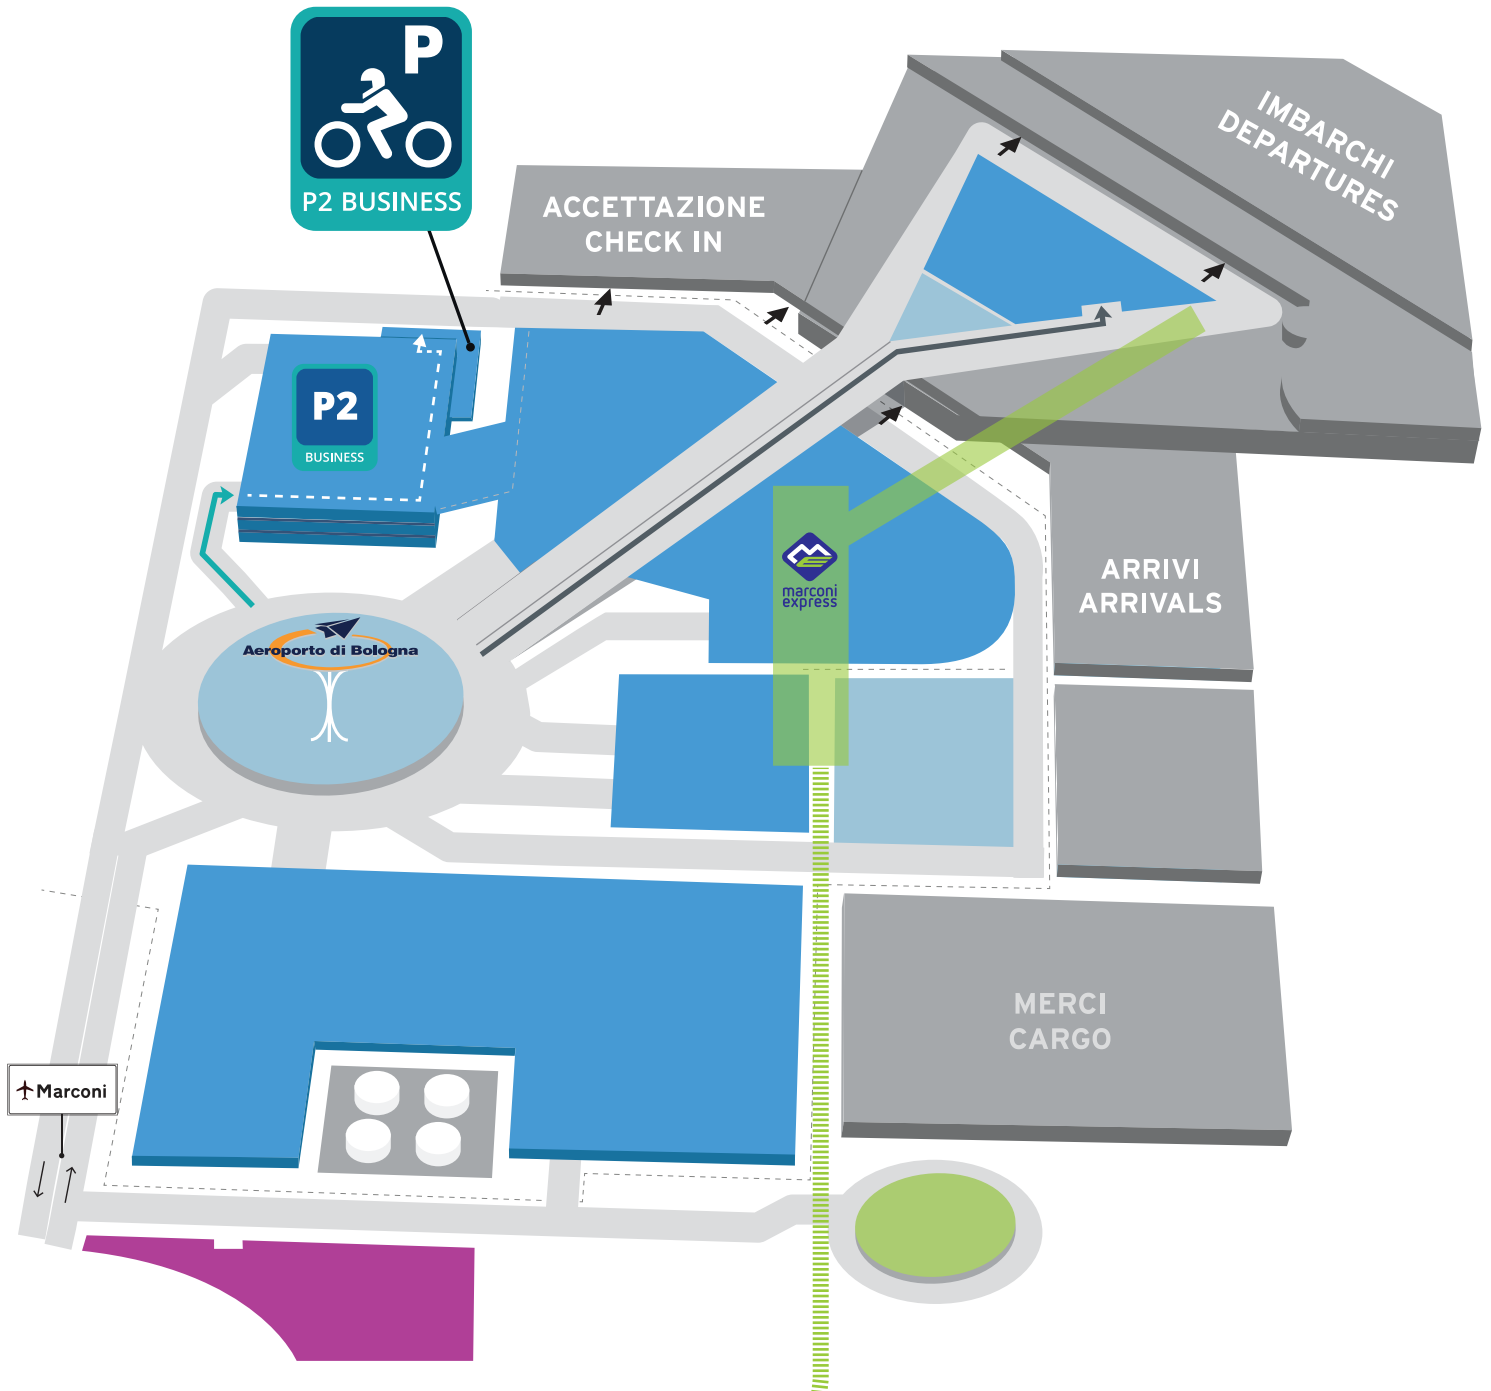 P
P2 BUSINESS
IMBARCHI
DEPARTURES
ACCETTAZIONE
CHECK IN
P2
BUSINESS
marconi
express
ARRIVI
ARRIVALS
Aeroporto di Bologna
MERCI
CARGO
Marconi